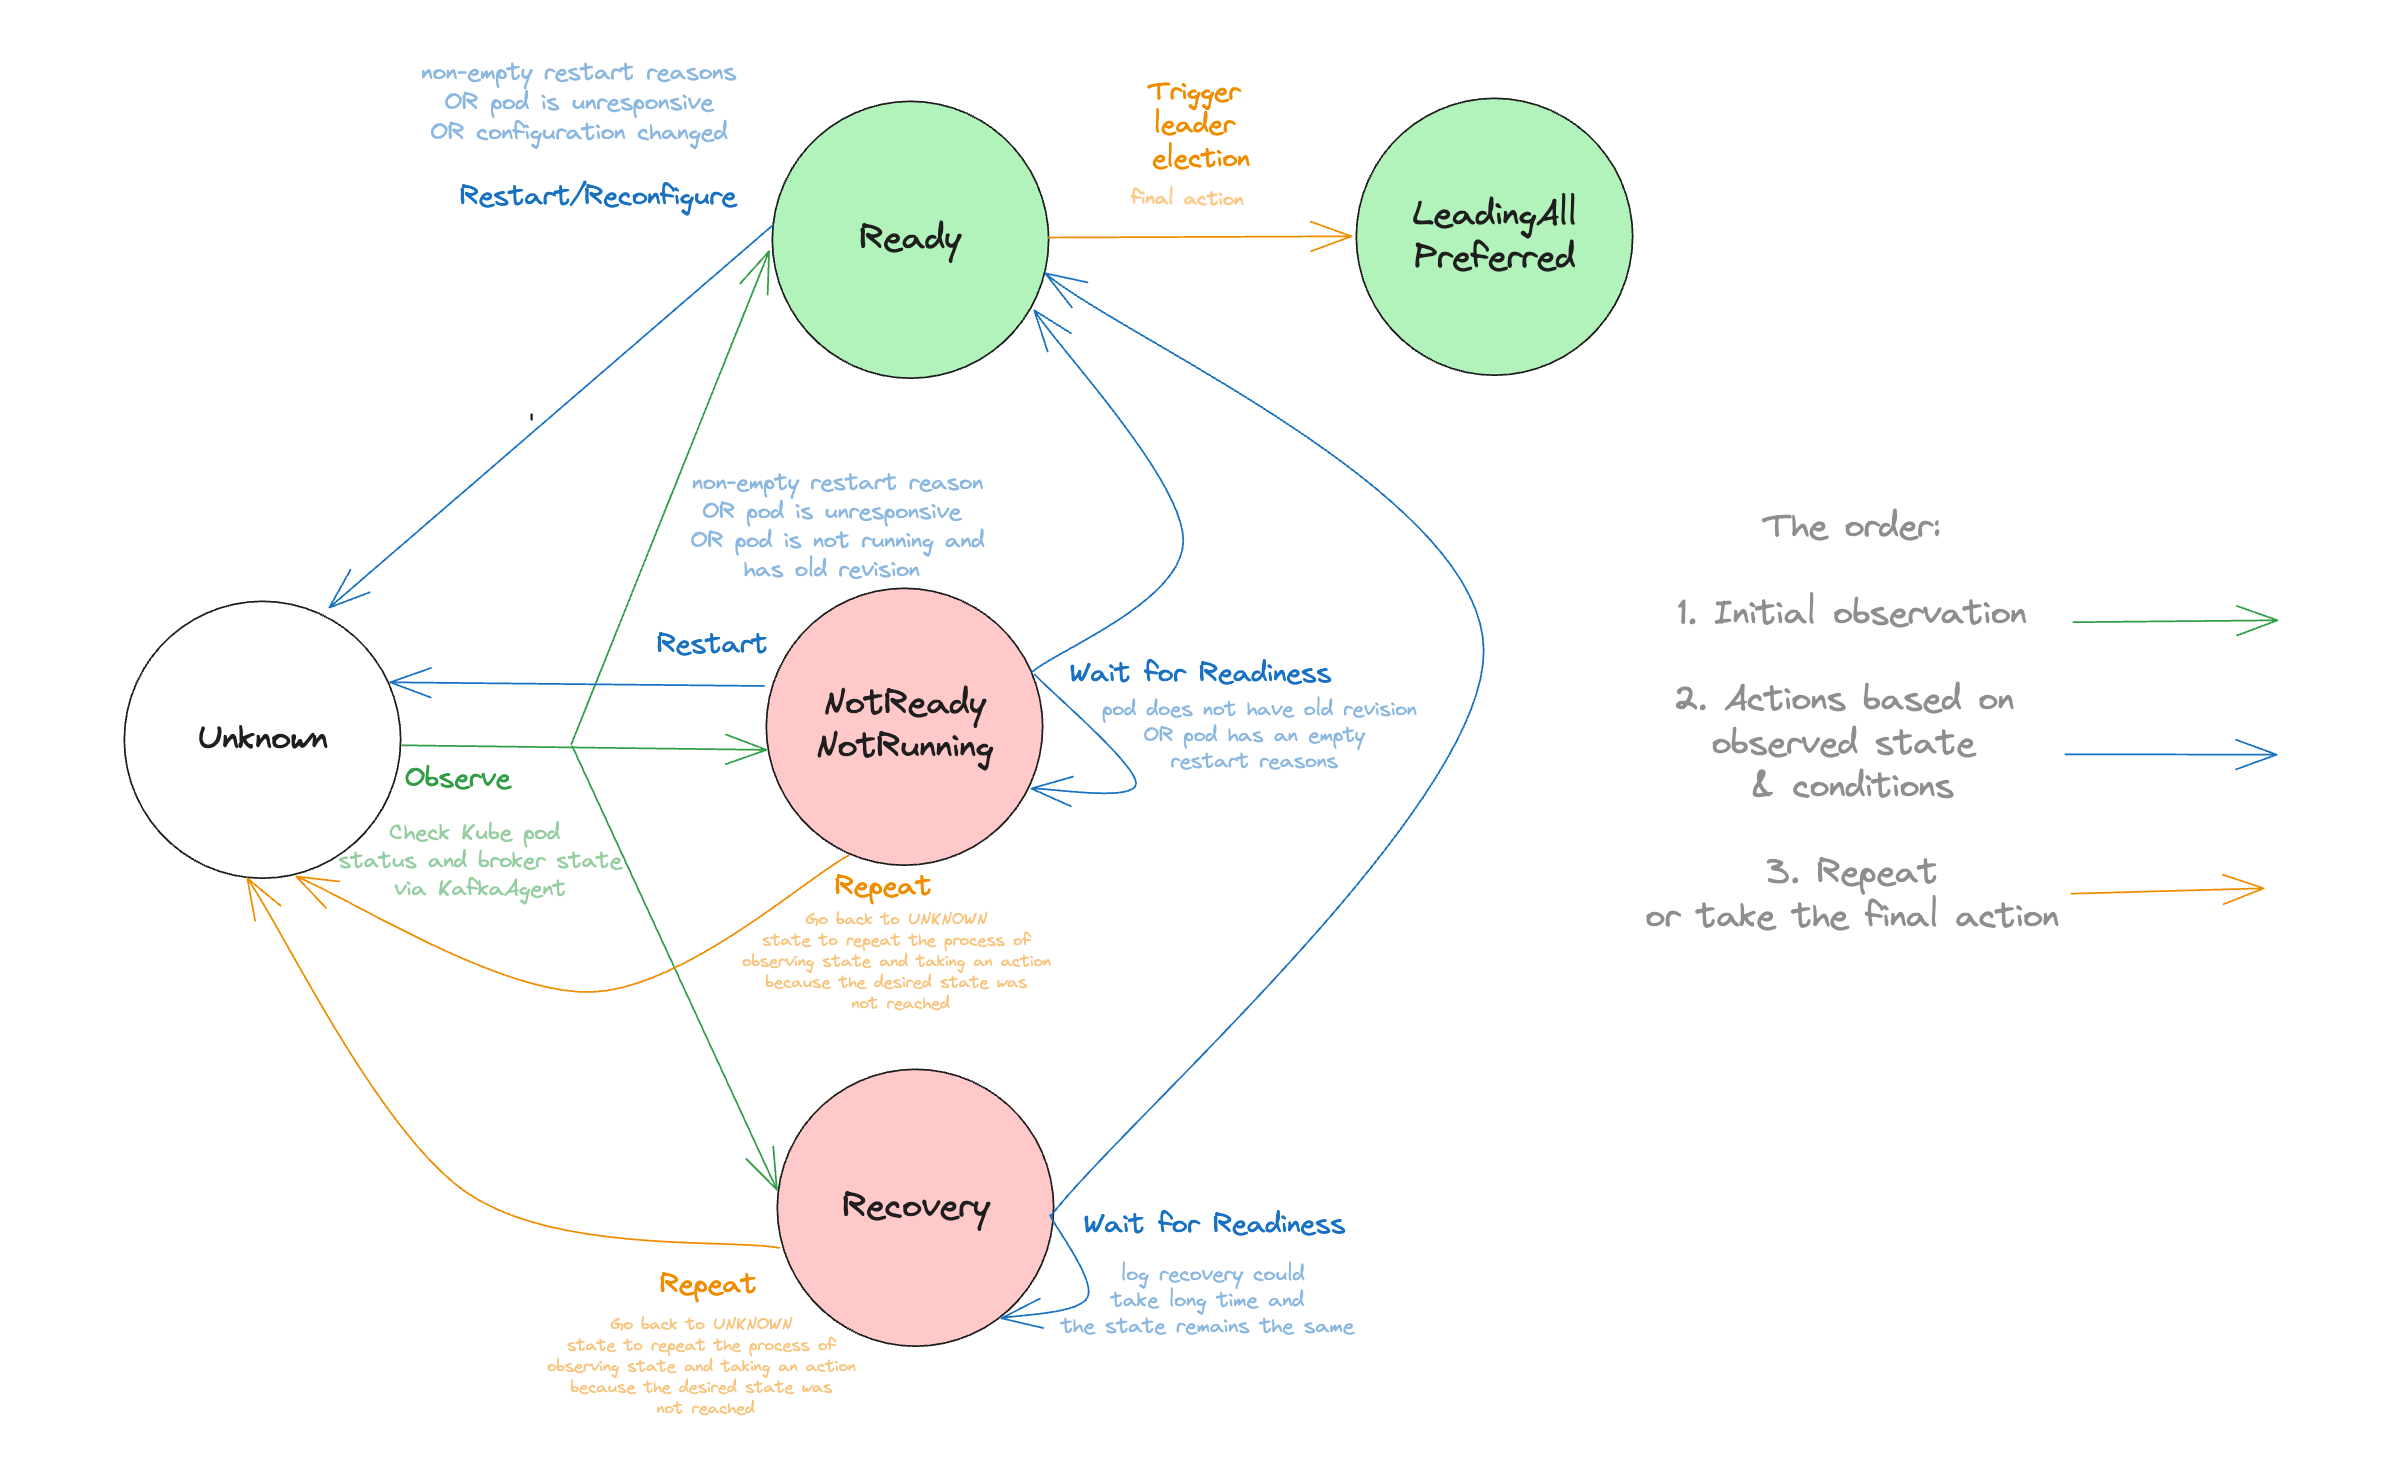 non-empty restart reasons
OR pod is unresponsive
OR configuration changed
Restart/Reconfigure
Ready
Trigger
leader
election
final action
LeadingAll
Preferred
non-empty restart reason
OR pod is unresponsive
OR pod is not running and
has old revision
Restart
Unknown
Observe
Check Kube pod
status and broker state
via KafkaAgent
NotReady
NotRunning
Wait for Readiness
pod does not have old revision
OR pod has an empty
restart reasons
Repeat
Go back to UNKNOWN
state to repeat the process of
observing state and taking an action
because the desired state was
not reached
Recovery
Wait for Readiness
log recovery could
take long time and
the state remains the same
Repeat
Go back to UNKNOWN
state to repeat the process of
observing state and taking an action
because the desired state was
not reached
The order:
1. Initial observation
2. Actions based on
observed state
& conditions
3. Repeat
or take the final action